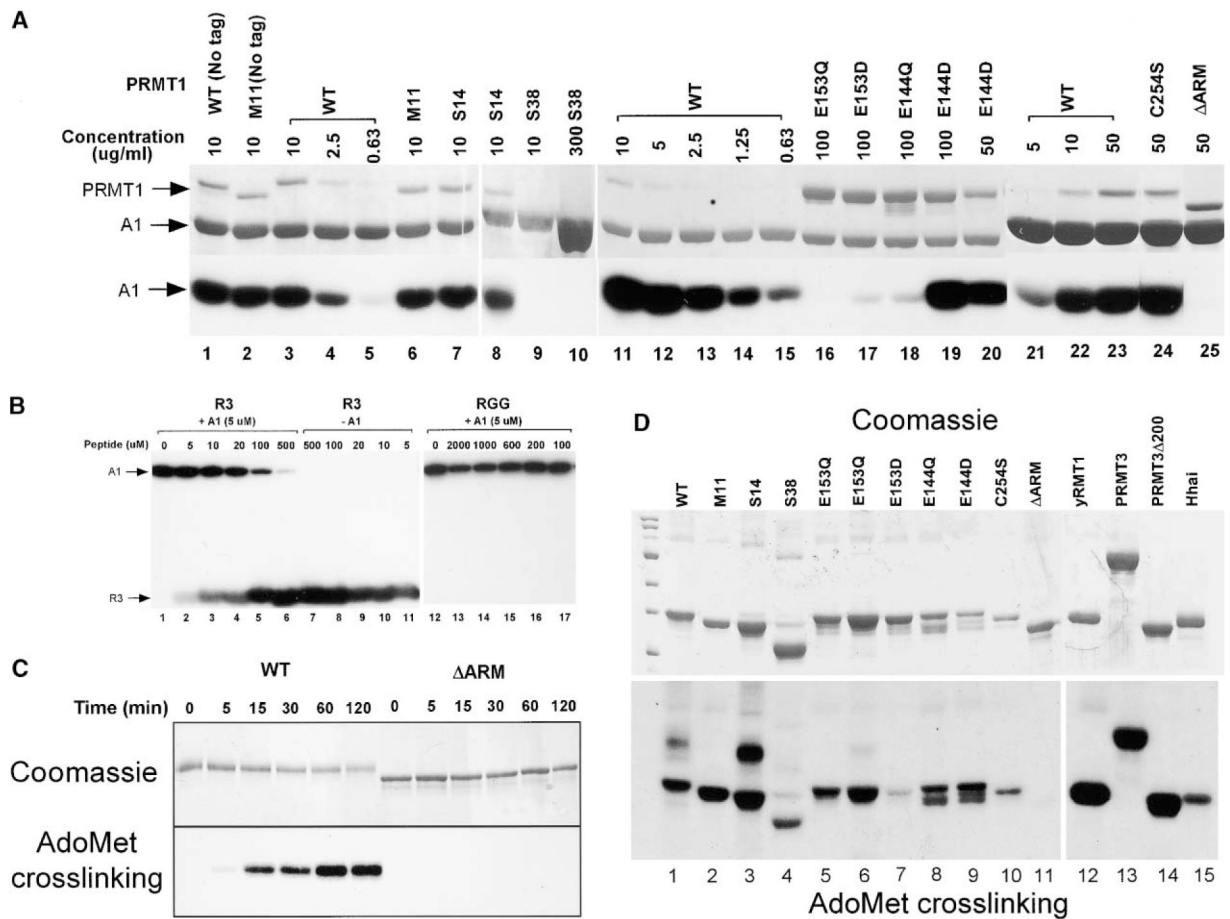 A
PRMT1
WT (No tag) M11(No tag) WT M11 S14 S14 S38 S38 WT E153Q E153D E144Q E144D E144D WT C254S ΔARM
Concentration
(ug/ml)
10 10 10 2.5 0.63 10 10 10 10 300 10 5 2.5 1.25 0.63 100 100 100 100 50 5 10 50 50 50
PRMT1
A1
A1
1 2 3 4 5 6 7 8 9 10 11 12 13 14 15 16 17 18 19 20 21 22 23 24 25
B
R3 R3 RGG
+ A1 (5 uM) - A1 + A1 (5 uM)
Peptide (uM) 0 5 10 20 100 500 500 100 20 10 5 0 2000 1000 600 200 100
A1
R3
1 2 3 4 5 6 7 8 9 10 11 12 13 14 15 16 17
C
WT ΔARM
Time (min) 0 5 15 30 60 120 0 5 15 30 60 120
Coomassie
AdoMet
crosslinking
D
Coomassie
WT M11 S14 S38 E153Q E153Q E153D E144Q E144D C254S ΔARM yRMT1 PRMT3 PRMT3Δ200 HhaI
1 2 3 4 5 6 7 8 9 10 11 12 13 14 15
AdoMet crosslinking